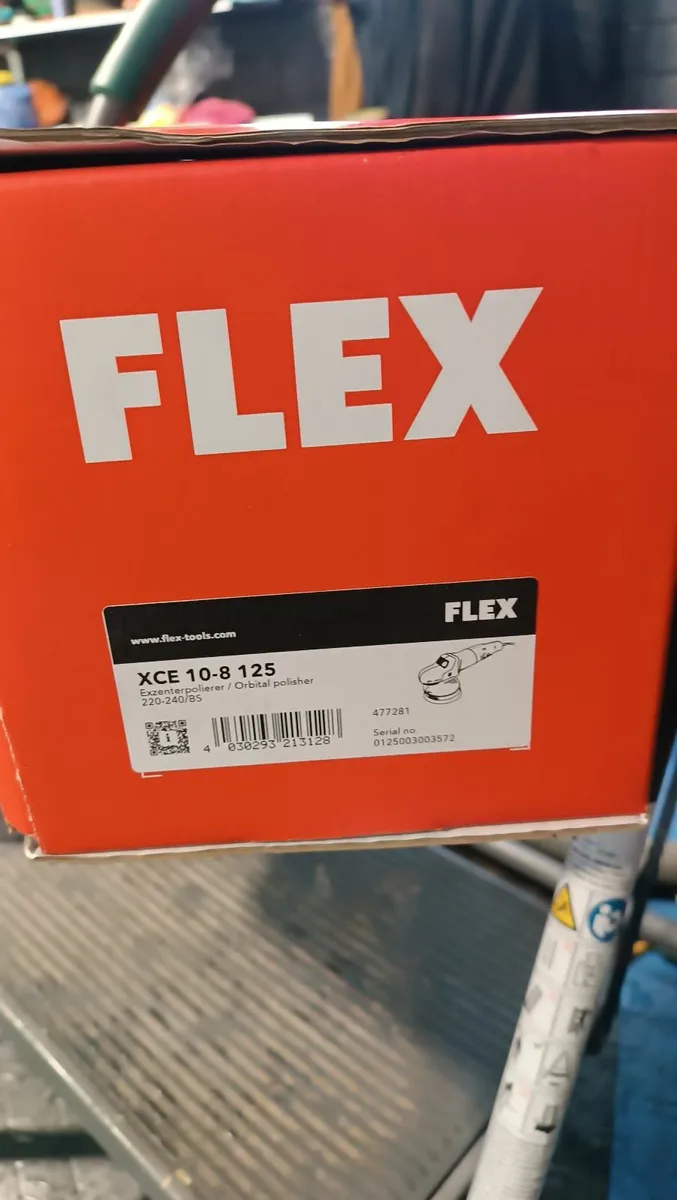 FLEX
www.flex-tools.com
FLEX
XCE 10-8 125
Exzenterpolierer / Orbital polisher
220-240/BS
477281
Serial no.
0125003003572
4 030293 213128